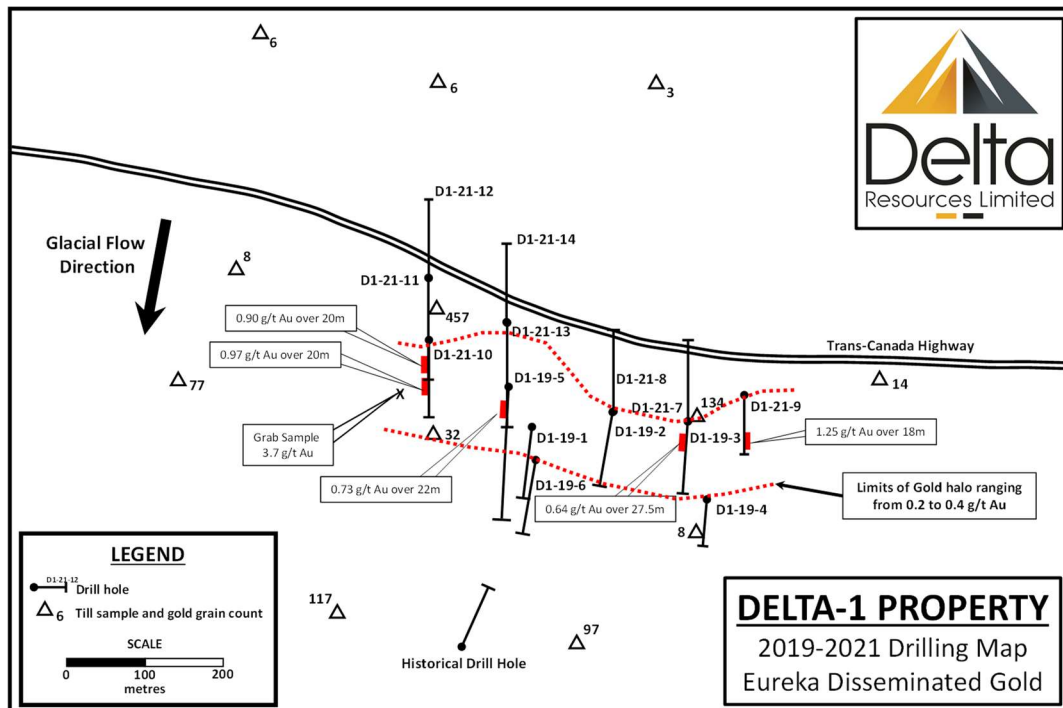 6
6
3
Delta
Resources Limited
D1-21-12
Glacial Flow
Direction
D1-21-14
8
D1-21-11
0.90 g/t Au over 20m
457
D1-21-13
Trans-Canada Highway
0.97 g/t Au over 20m
D1-21-10
77
D1-19-5
D1-21-8
14
X
D1-21-7
134
D1-21-9
Grab Sample
3.7 g/t Au
32
D1-19-1
D1-19-2
D1-19-3
1.25 g/t Au over 18m
0.73 g/t Au over 22m
D1-19-6
0.64 g/t Au over 27.5m
D1-19-4
Limits of Gold halo ranging
from 0.2 to 0.4 g/t Au
8
LEGEND
D1-21-12
Drill hole
6 Till sample and gold grain count
SCALE
0 100 200
metres
117
97
Historical Drill Hole
DELTA-1 PROPERTY
2019-2021 Drilling Map
Eureka Disseminated Gold